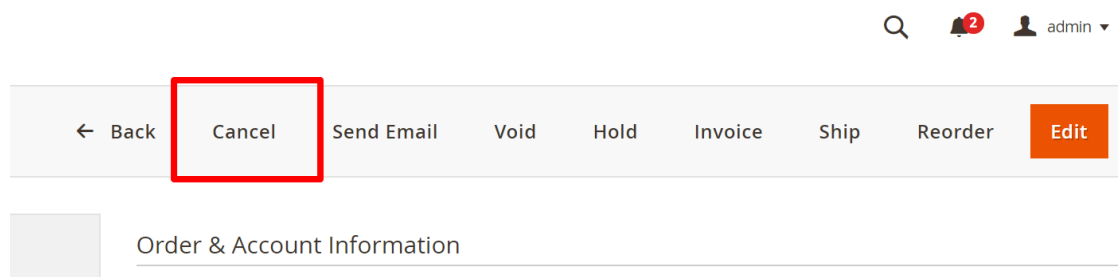 2 admin
Back Cancel Send Email Void Hold Invoice Ship Reorder Edit
Order & Account Information